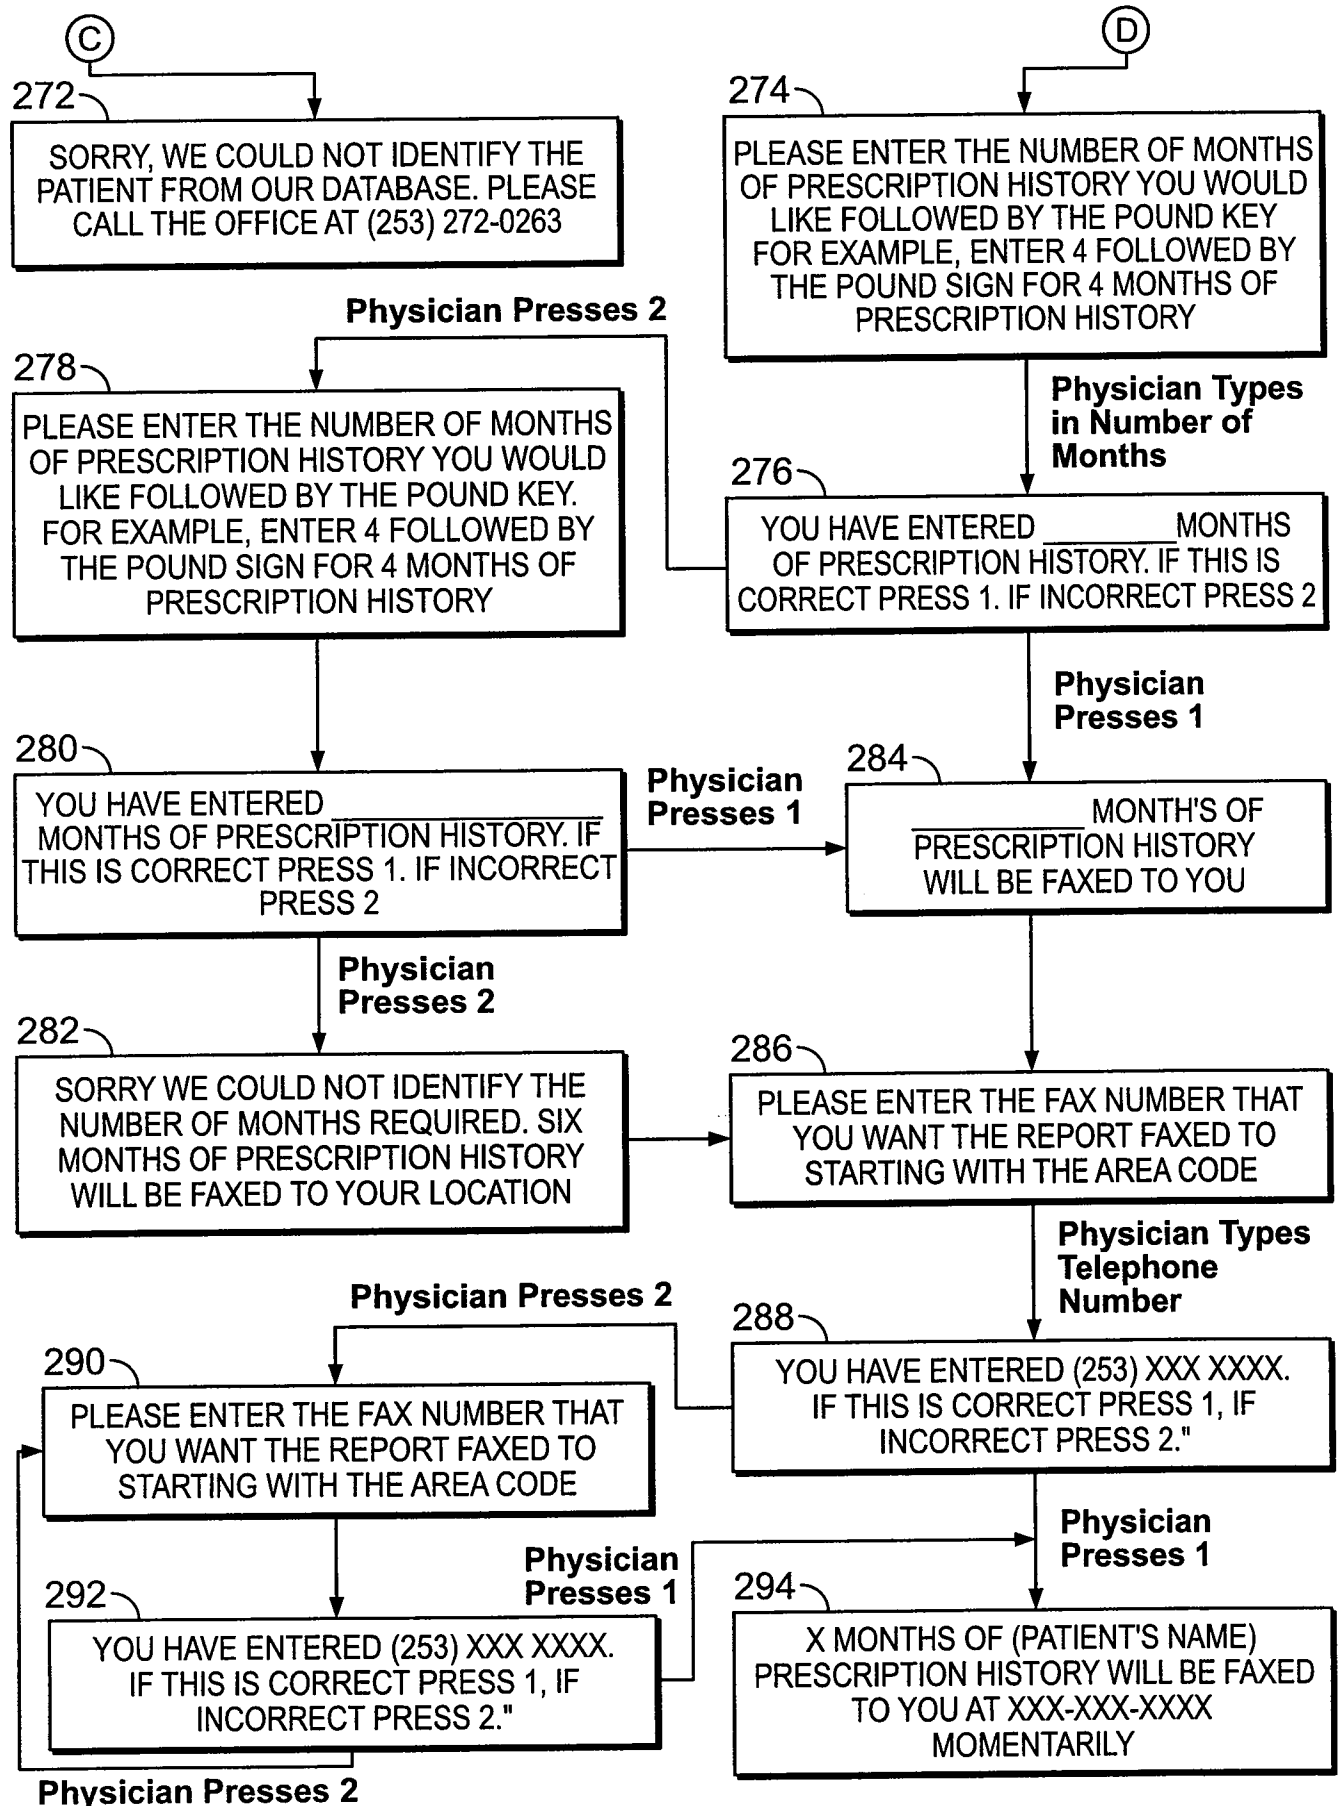 C
D
272
SORRY, WE COULD NOT IDENTIFY THE
PATIENT FROM OUR DATABASE. PLEASE
CALL THE OFFICE AT (253) 272-0263
274
PLEASE ENTER THE NUMBER OF MONTHS
OF PRESCRIPTION HISTORY YOU WOULD
LIKE FOLLOWED BY THE POUND KEY
FOR EXAMPLE, ENTER 4 FOLLOWED BY
THE POUND SIGN FOR 4 MONTHS OF
PRESCRIPTION HISTORY
Physician Presses 2
Physician Types
in Number of
Months
278
PLEASE ENTER THE NUMBER OF MONTHS
OF PRESCRIPTION HISTORY YOU WOULD
LIKE FOLLOWED BY THE POUND KEY.
FOR EXAMPLE, ENTER 4 FOLLOWED BY
THE POUND SIGN FOR 4 MONTHS OF
PRESCRIPTION HISTORY
276
YOU HAVE ENTERED ________ MONTHS
OF PRESCRIPTION HISTORY. IF THIS IS
CORRECT PRESS 1. IF INCORRECT PRESS 2
Physician
Presses 1
280
YOU HAVE ENTERED ________________
MONTHS OF PRESCRIPTION HISTORY. IF
THIS IS CORRECT PRESS 1. IF INCORRECT
PRESS 2
Physician
Presses 1
284
__________ MONTH'S OF
PRESCRIPTION HISTORY
WILL BE FAXED TO YOU
Physician
Presses 2
282
SORRY WE COULD NOT IDENTIFY THE
NUMBER OF MONTHS REQUIRED. SIX
MONTHS OF PRESCRIPTION HISTORY
WILL BE FAXED TO YOUR LOCATION
286
PLEASE ENTER THE FAX NUMBER THAT
YOU WANT THE REPORT FAXED TO
STARTING WITH THE AREA CODE
Physician Types
Telephone
Number
Physician Presses 2
288
YOU HAVE ENTERED (253) XXX XXXX.
IF THIS IS CORRECT PRESS 1, IF
INCORRECT PRESS 2."
290
PLEASE ENTER THE FAX NUMBER THAT
YOU WANT THE REPORT FAXED TO
STARTING WITH THE AREA CODE
Physician
Presses 1
Physician
Presses 1
292
YOU HAVE ENTERED (253) XXX XXXX.
IF THIS IS CORRECT PRESS 1, IF
INCORRECT PRESS 2."
294
X MONTHS OF (PATIENT'S NAME)
PRESCRIPTION HISTORY WILL BE FAXED
TO YOU AT XXX-XXX-XXXX
MOMENTARILY
Physician Presses 2